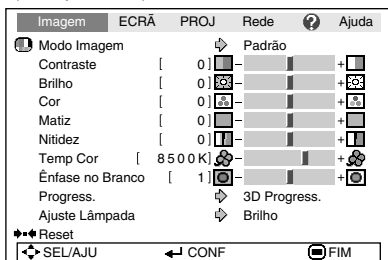 Imagem ECRÃ PROJ Rede ? Ajuda
Modo Imagem Padrão
Contraste [ 0] - +
Brilho [ 0] - +
Cor [ 0] - +
Matiz [ 0] - +
Nitidez [ 0] - +
Temp Cor [ 8500K] - +
Ênfase no Branco [ 1] - +
Progress. 3D Progress.
Ajuste Lâmpada Brilho
Reset
SEL/AJU CONF FIM